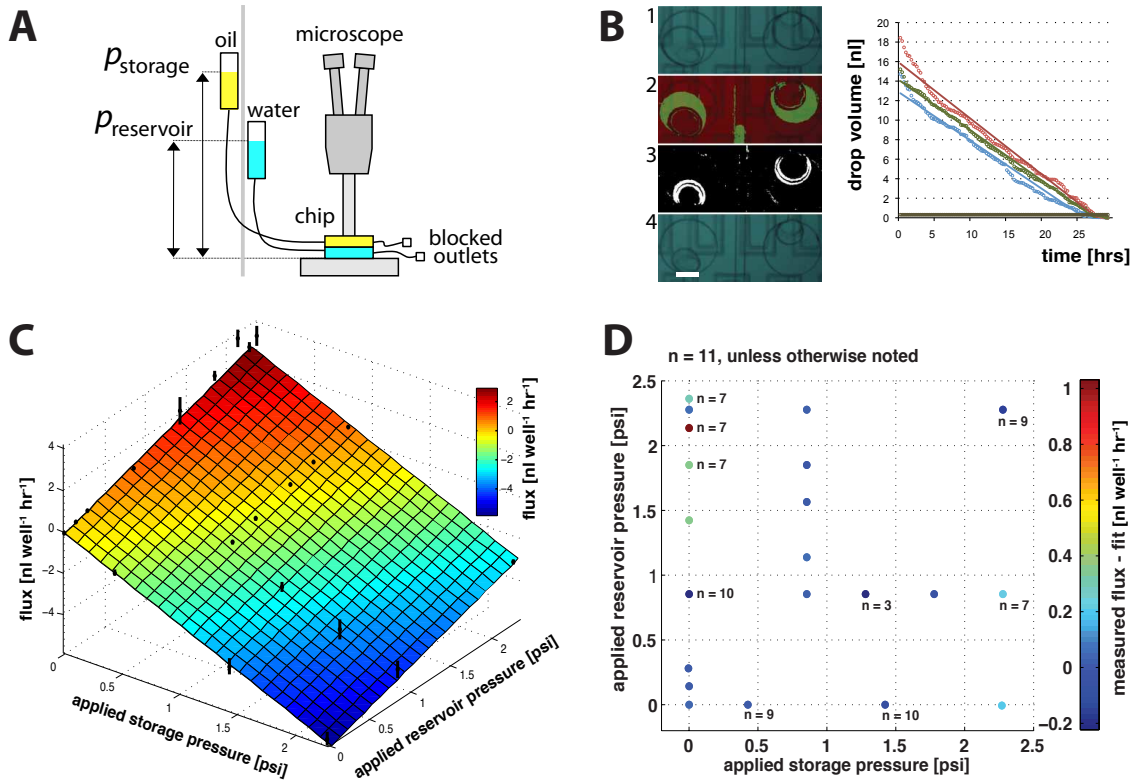 A
oil
microscope
p storage
water
p reservoir
chip
blocked
outlets
B
1
2
3
4
drop volume [nl]
20
18
16
14
12
10
8
6
4
2
0
0
5
10
15
20
25
time [hrs]
C
flux [nl well-1 hr-1]
4
2
0
−2
−4
0
0.5
1
1.5
2
applied storage pressure [psi]
0
0.5
1
1.5
2
applied reservoir pressure [psi]
2
0
−2
−4
flux [nl well-1 hr-1]
D
n = 11, unless otherwise noted
applied reservoir pressure [psi]
2.5
2
1.5
1
0.5
0
n = 7
n = 7
n = 7
n = 9
n = 10
n = 3
n = 7
n = 9
n = 10
0
0.5
1
1.5
2
2.5
applied storage pressure [psi]
1
0.8
0.6
0.4
0.2
0
−0.2
measured flux - fit [nl well-1 hr-1]